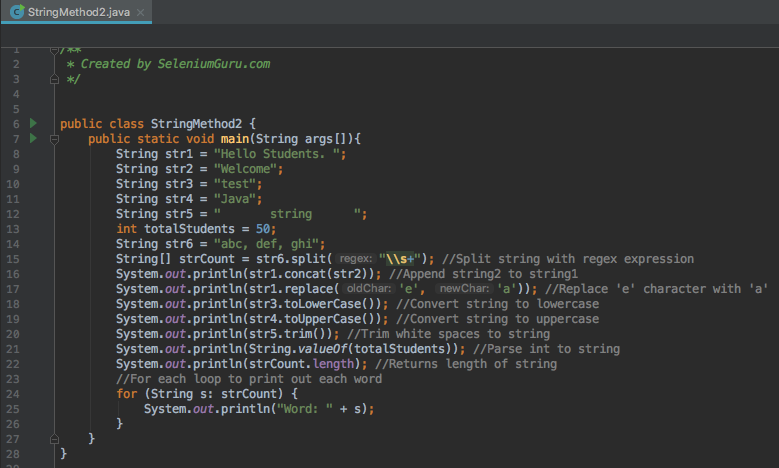 StringMethod2.java
1 /**
2 * Created by SeleniumGuru.com
3 */
4
5
6 public class StringMethod2 {
7 public static void main(String args[]){
8 String str1 = "Hello Students. ";
9 String str2 = "Welcome";
10 String str3 = "test";
11 String str4 = "Java";
12 String str5 = "       string      ";
13 int totalStudents = 50;
14 String str6 = "abc, def, ghi";
15 String[] strCount = str6.split( regex: "\\s+"); //Split string with regex expression
16 System.out.println(str1.concat(str2)); //Append string2 to string1
17 System.out.println(str1.replace( oldChar: 'e', newChar: 'a')); //Replace 'e' character with 'a'
18 System.out.println(str3.toLowerCase()); //Convert string to lowercase
19 System.out.println(str4.toUpperCase()); //Convert string to uppercase
20 System.out.println(str5.trim()); //Trim white spaces to string
21 System.out.println(String.valueOf(totalStudents)); //Parse int to string
22 System.out.println(strCount.length); //Returns length of string
23 //For each loop to print out each word
24 for (String s: strCount) {
25 System.out.println("Word: " + s);
26 }
27 }
28 }